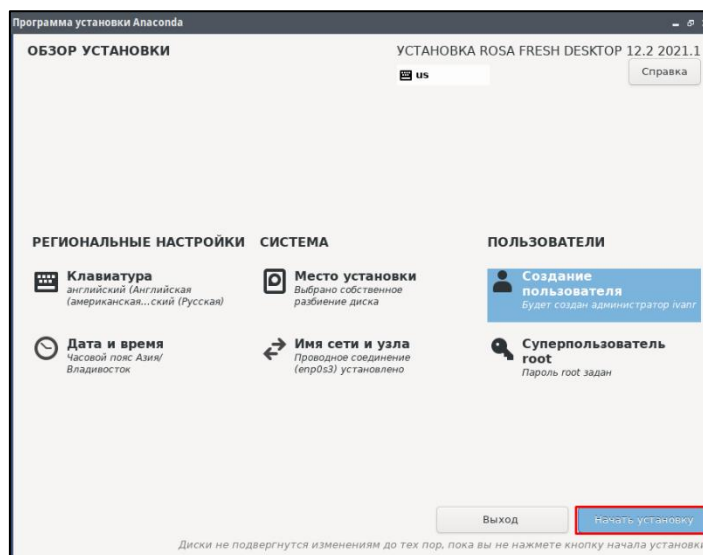 Программа установки Anaconda
ОБЗОР УСТАНОВКИ
УСТАНОВКА ROSA FRESH DESKTOP 12.2 2021.1
us
Справка
РЕГИОНАЛЬНЫЕ НАСТРОЙКИ
Клавиатура
английский (Английская
(американская...ский (Русская)
Дата и время
Часовой пояс Азия/
Владивосток
СИСТЕМА
Место установки
Выбрано собственное
разбиение диска
Имя сети и узла
Проводное соединение
(enp0s3) установлено
ПОЛЬЗОВАТЕЛИ
Создание
пользователя
Будет создан администратор ivanr
Суперпользователь
root
Пароль root задан
Выход
Начать установку
Диски не подвергнутся изменениям до тех пор, пока вы не нажмете кнопку начала установки